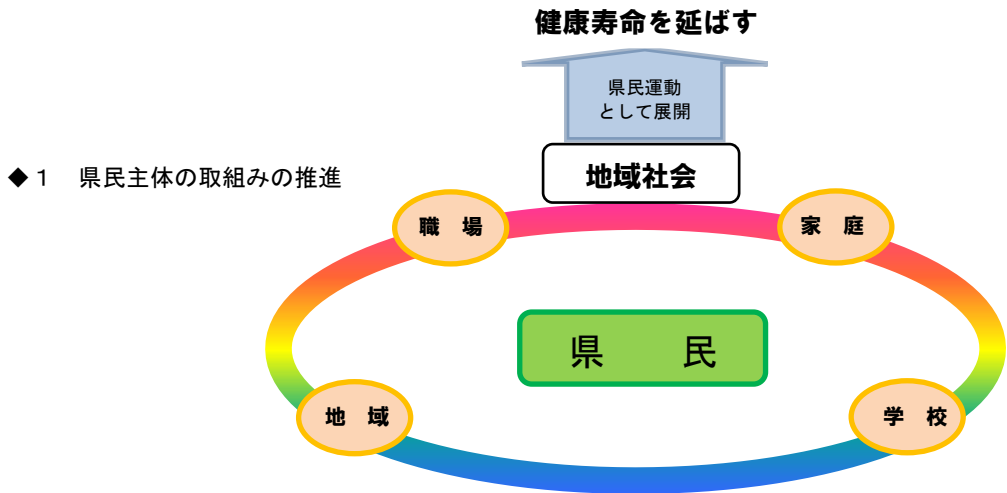 健康寿命を延ばす
県民運動
として展開
地域社会
◆１　県民主体の取組みの推進
職　場
家　庭
県　　民
地　域
学　校